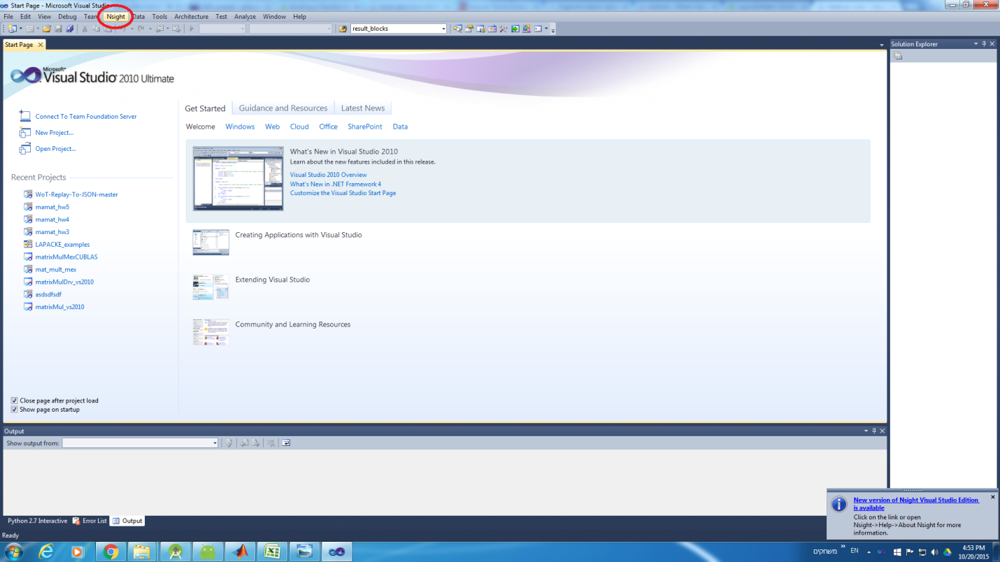 Start Page - Microsoft Visual Studio
File Edit View Debug Team Nsight Data Tools Architecture Test Analyze Window Help
result_blocks
Start Page
Solution Explorer
Microsoft®
Visual Studio® 2010 Ultimate
Connect To Team Foundation Server
New Project...
Open Project...
Recent Projects
WoT-Replay-To-JSON-master
mamat_hw5
mamat_hw4
mamat_hw3
LAPACKE_examples
matrixMulMexCUBLAS
mat_mult_mex
matrixMulDrv_vs2010
asdsdfsdf
matrixMul_vs2010
Close page after project load
Show page on startup
Get Started Guidance and Resources Latest News
Welcome Windows Web Cloud Office SharePoint Data
What's New in Visual Studio 2010
Learn about the new features included in this release.
Visual Studio 2010 Overview
What's New in .NET Framework 4
Customize the Visual Studio Start Page
Creating Applications with Visual Studio
Extending Visual Studio
Community and Learning Resources
Output
Show output from:
Python 2.7 Interactive Error List Output
Ready
New version of Nsight Visual Studio Edition
is available
Click on the link or open
Nsight->Help->About Nsight for more
information.
משחקים
EN
4:53 PM
10/20/2015